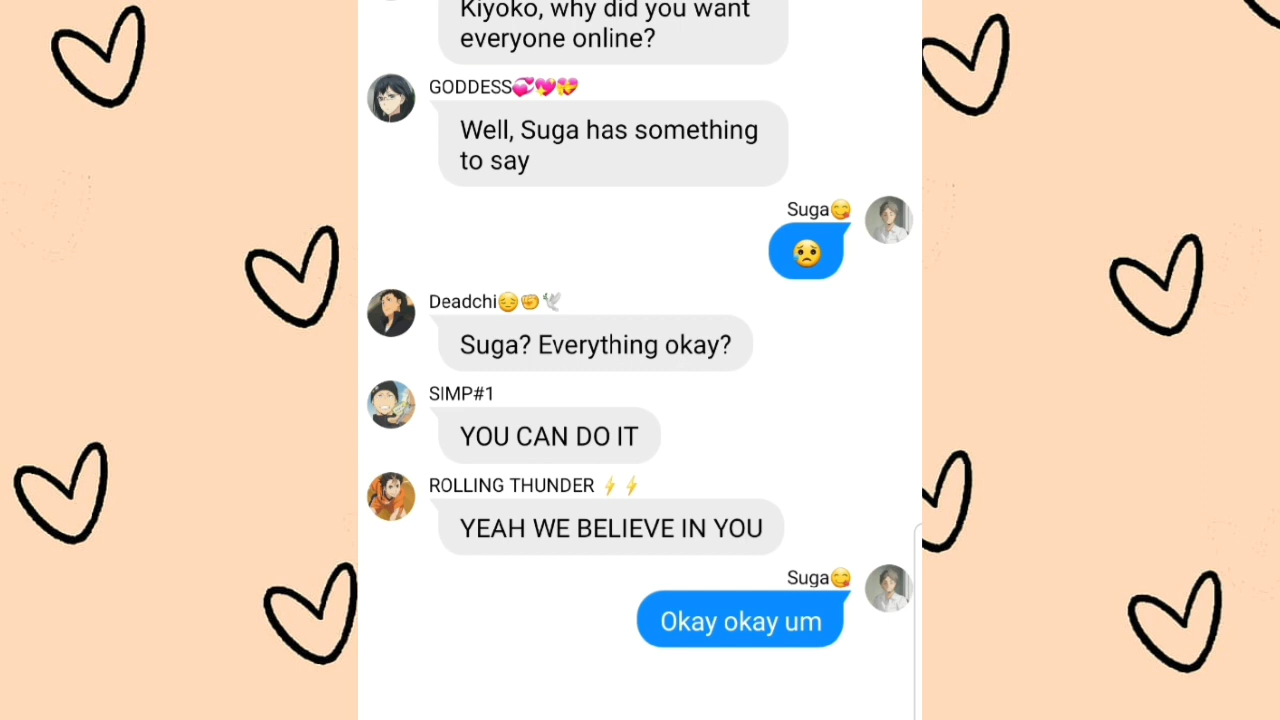 Kiyoko, why did you want
everyone online?
GODDESS💞💖💝
Well, Suga has something
to say
Suga😋
😥
Deadchi😔✊🕊
Suga? Everything okay?
SIMP#1
YOU CAN DO IT
ROLLING THUNDER ⚡⚡
YEAH WE BELIEVE IN YOU
Suga😋
Okay okay um